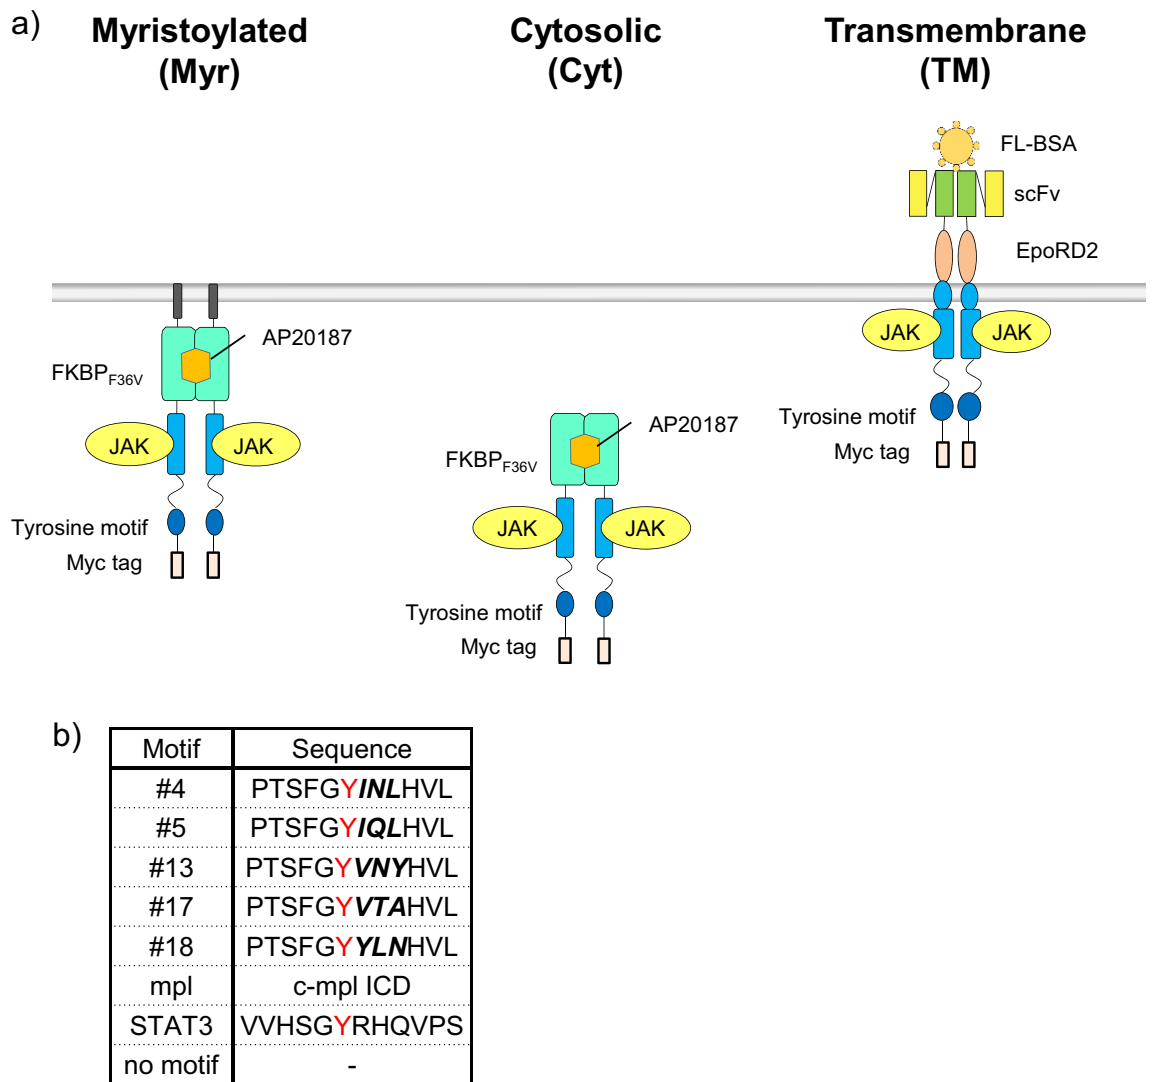 a)
Myristoylated
(Myr)
Cytosolic
(Cyt)
Transmembrane
(TM)
FL-BSA
scFv
EpoRD2
AP20187
FKBPF36V
JAK
JAK
Tyrosine motif
Myc tag
AP20187
FKBPF36V
JAK
JAK
Tyrosine motif
Myc tag
JAK
JAK
Tyrosine motif
Myc tag
b)
Motif Sequence
#4 PTSFGYINLHVL
#5 PTSFGYIQLHVL
#13 PTSFGYVNYHVL
#17 PTSFGYVTAHVL
#18 PTSFGYYLNHVL
mpl c-mpl ICD
STAT3 VVHSGYRHQVPS
no motif -